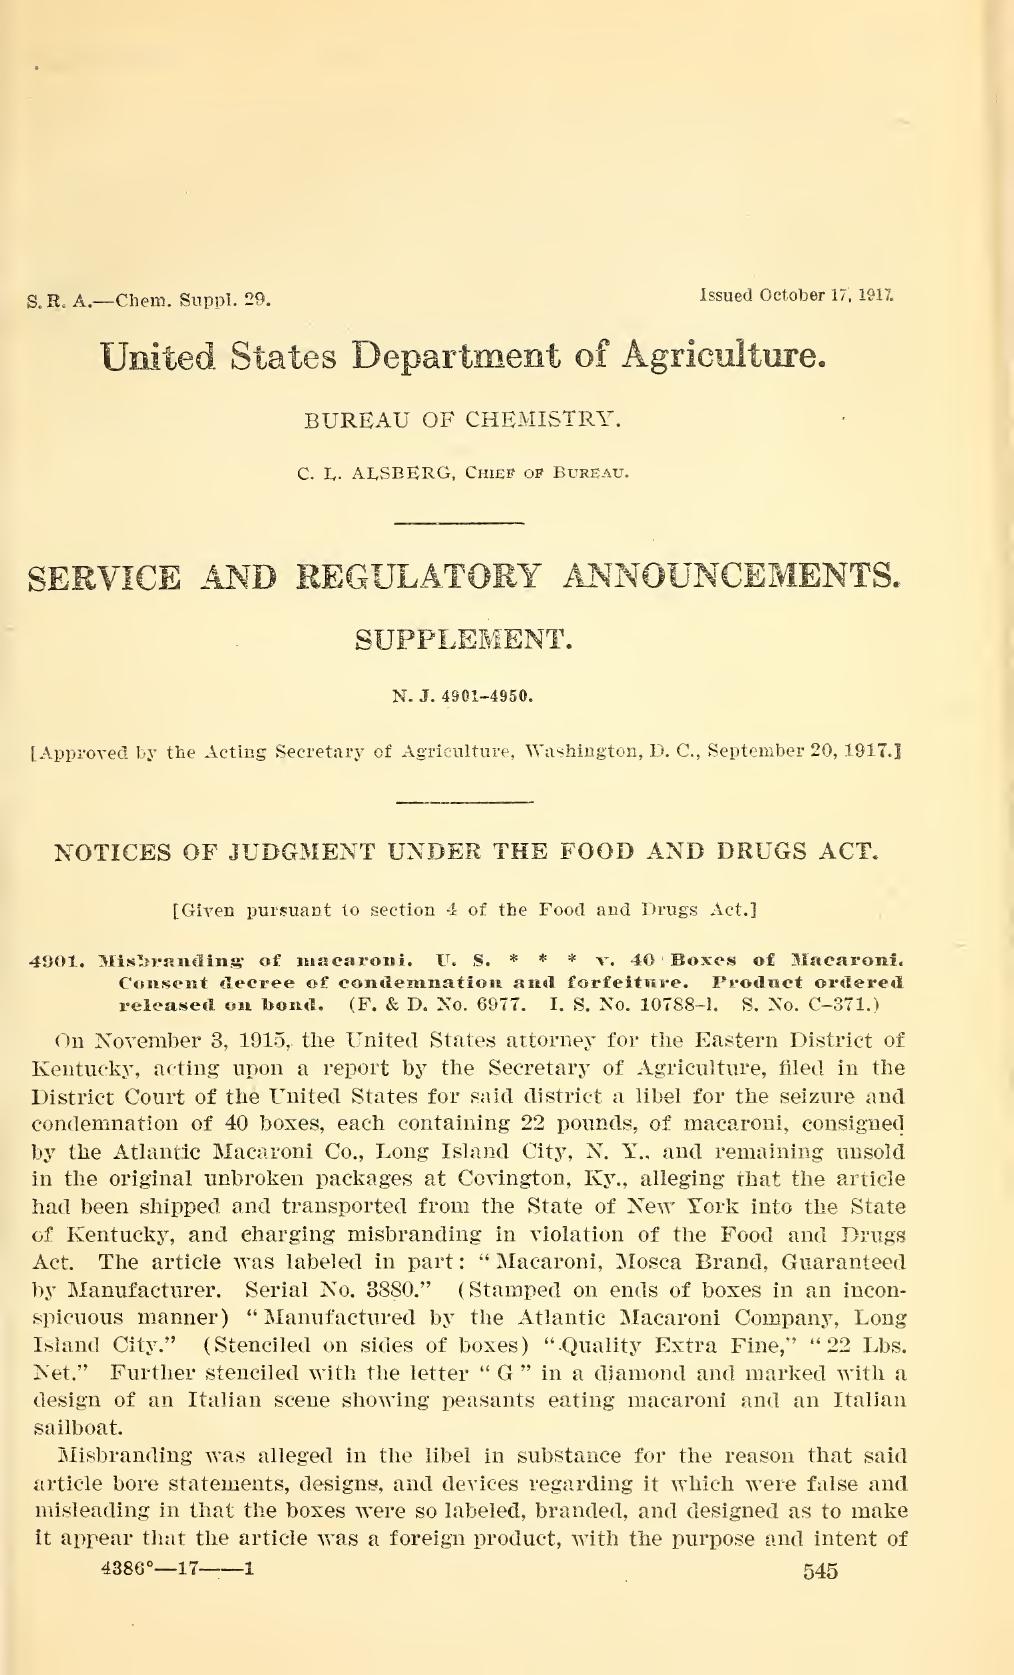 S. R. A.—Chem. Suppl. 29.
Issued October 17, 1917.
United States Department of Agriculture.
BUREAU OF CHEMISTRY.
C. L. ALSBERG, CHIEF OF BUREAU.
SERVICE AND REGULATORY ANNOUNCEMENTS.
SUPPLEMENT.
N. J. 4901–4950.
[Approved by the Acting Secretary of Agriculture, Washington, D. C., September 20, 1917.]
NOTICES OF JUDGMENT UNDER THE FOOD AND DRUGS ACT.
[Given pursuant to section 4 of the Food and Drugs Act.]
4901. Misbranding of macaroni. U. S. * * * v. 40 Boxes of Macaroni.
Consent decree of condemnation and forfeiture. Product ordered
released on bond. (F. & D. No. 6977. I. S. No. 10788–l. S. No. C–371.)
On November 3, 1915, the United States attorney for the Eastern District of
Kentucky, acting upon a report by the Secretary of Agriculture, filed in the
District Court of the United States for said district a libel for the seizure and
condemnation of 40 boxes, each containing 22 pounds, of macaroni, consigned
by the Atlantic Macaroni Co., Long Island City, N. Y., and remaining unsold
in the original unbroken packages at Covington, Ky., alleging that the article
had been shipped and transported from the State of New York into the State
of Kentucky, and charging misbranding in violation of the Food and Drugs
Act. The article was labeled in part: “Macaroni, Mosca Brand, Guaranteed
by Manufacturer. Serial No. 3880.” (Stamped on ends of boxes in an incon-
spicuous manner) “Manufactured by the Atlantic Macaroni Company, Long
Island City.” (Stenciled on sides of boxes) “Quality Extra Fine,” “22 Lbs.
Net.” Further stenciled with the letter “G” in a diamond and marked with a
design of an Italian scene showing peasants eating macaroni and an Italian
sailboat.
Misbranding was alleged in the libel in substance for the reason that said
article bore statements, designs, and devices regarding it which were false and
misleading in that the boxes were so labeled, branded, and designed as to make
it appear that the article was a foreign product, with the purpose and intent of
4386°—17——1
545